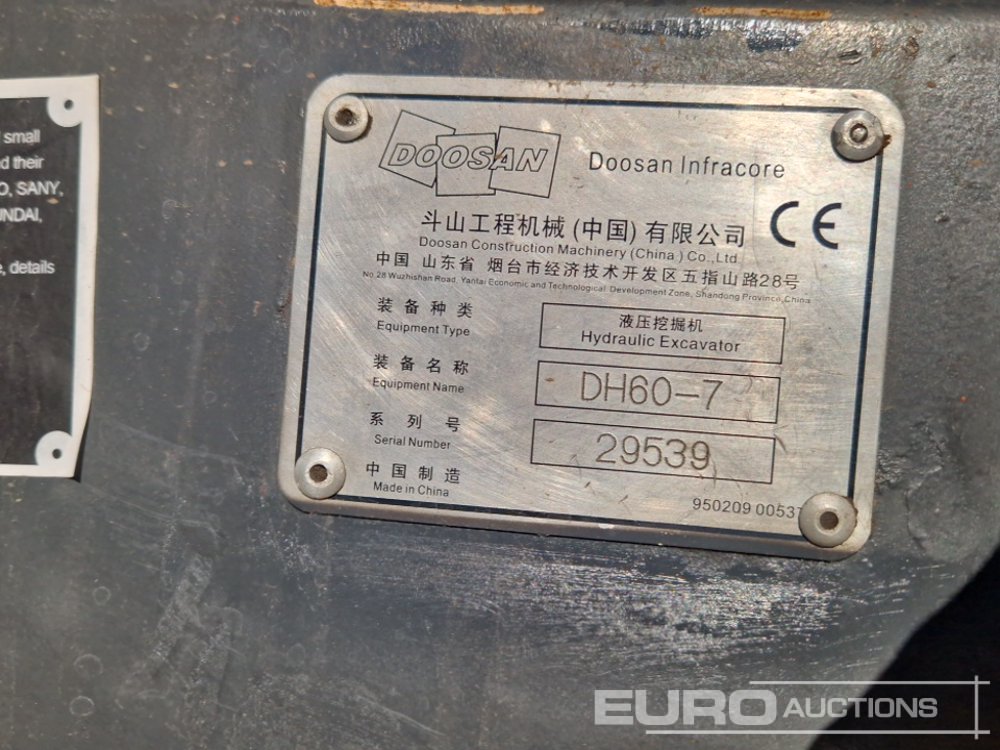 small
their
SANY,
, details
DOOSAN
Doosan Infracore
CE
斗山工程机械(中国)有限公司
Doosan Construction Machinery (China) Co., Ltd
中国 山东省 烟台市经济技术开发区五指山路28号
No.28 Wuzhishan Road, Yantai Economic and Technological Development Zone, Shandong Province, China
装备种类
Equipment Type
液压挖掘机
Hydraulic Excavator
装备名称
Equipment Name
DH60-7
系列号
Serial Number
29539
中国制造
Made in China
950209
EURO AUCTIONS